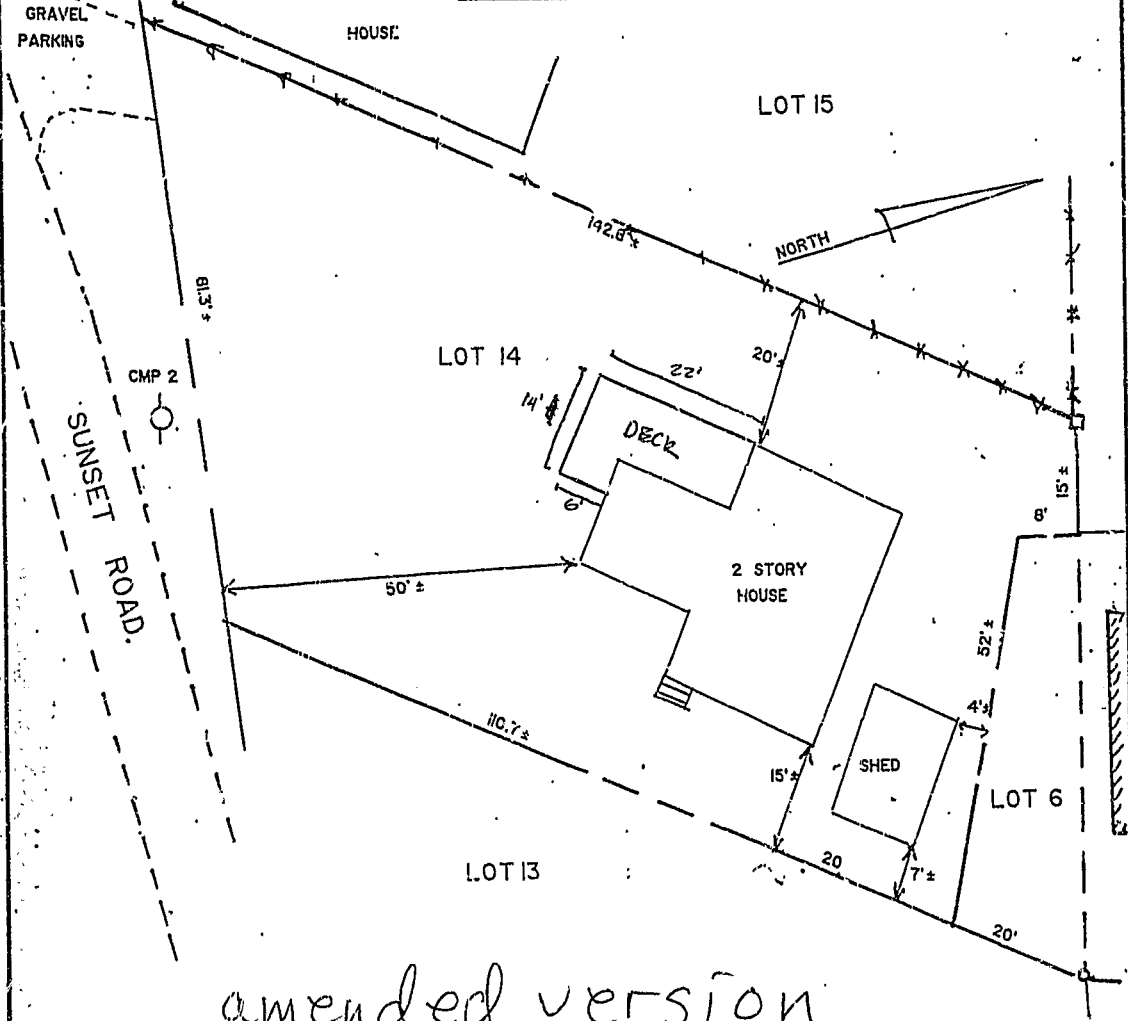 GRAVEL
PARKING
HOUSE
LOT 15
142.8'±
NORTH
81.3'±
LOT 14
20'±
22'
CMP 2
14'
DECK
SUNSET ROAD.
6'
15'±
8'
2 STORY
HOUSE
50'±
52'±
4'±
110.7'±
15'±
SHED
LOT 6
LOT 13
20
7'±
20'
amended version